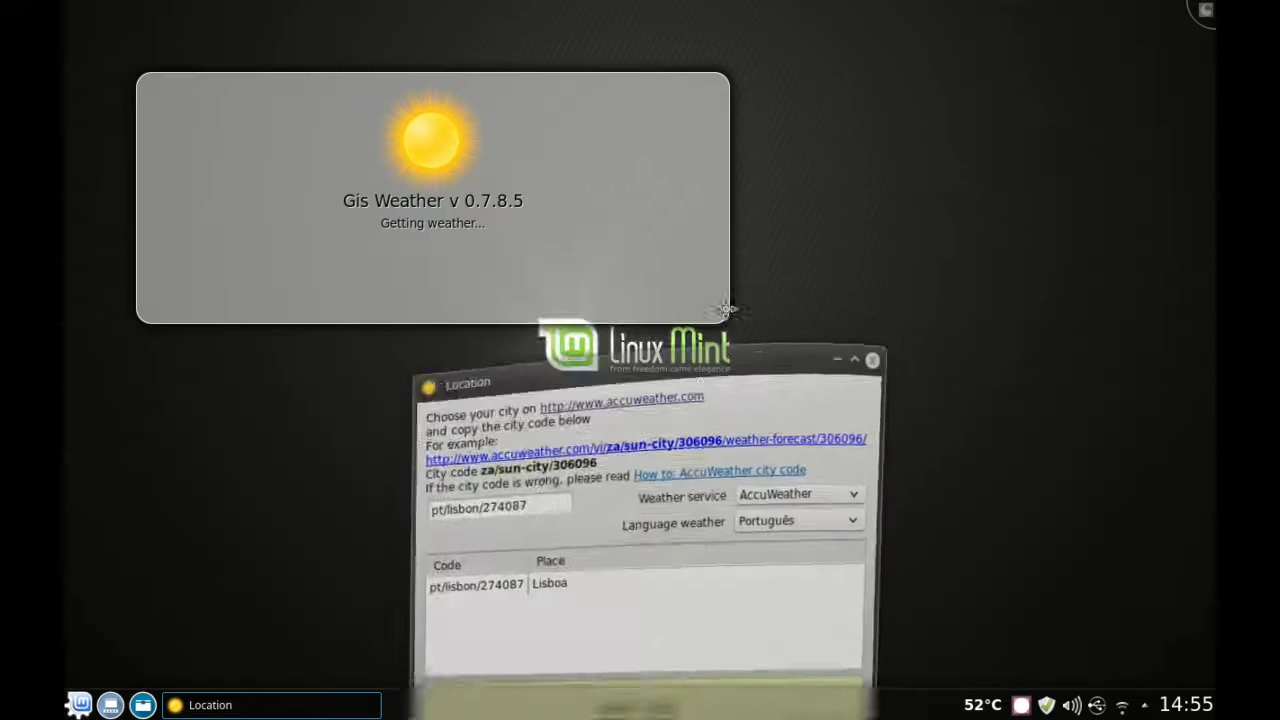 Gis Weather v 0.7.8.5
Getting weather...
Linux Mint
from freedom came elegance
Location
Choose your city on http://www.accuweather.com
and copy the city code below
For example:
http://www.accuweather.com/vi/za/sun-city/306096/weather-forecast/306096/
City code za/sun-city/306096
If the city code is wrong, please read How to: AccuWeather city code
pt/lisbon/274087
Weather service AccuWeather
Language weather Português
Code Place
pt/lisbon/274087 Lisboa
Location
52°C
14:55